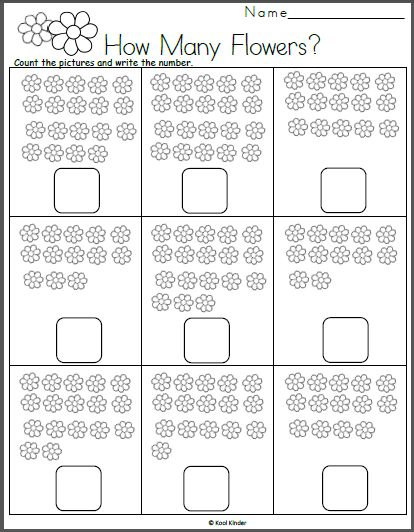 Name
How Many Flowers?
Count the pictures and write the number.
© Kool Kinder